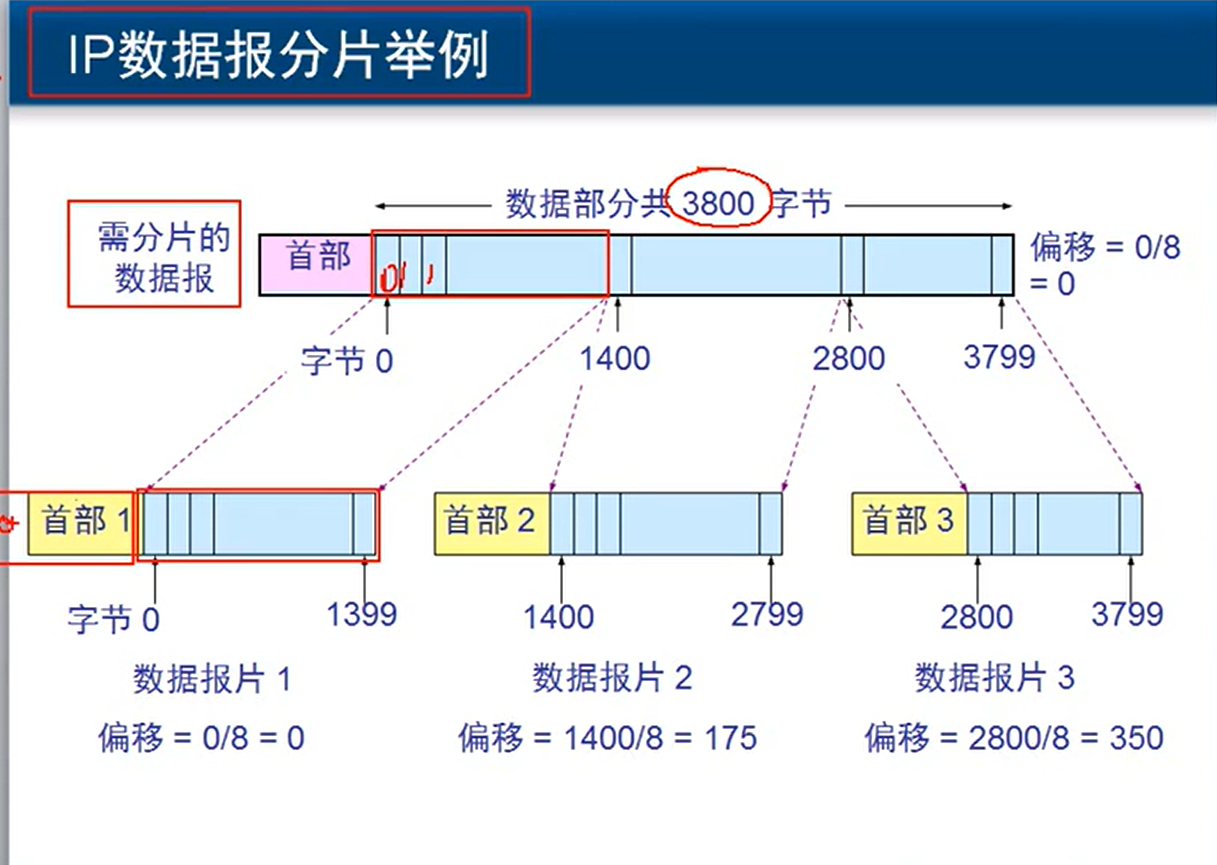 IP数据报分片举例
数据部分共 3800 字节
需分片的
数据报
首部
偏移 = 0/8
= 0
0 1
字节 0
1400
2800
3799
首部 1
首部 2
首部 3
字节 0
1399
1400
2799
2800
3799
数据报片 1
数据报片 2
数据报片 3
偏移 = 0/8 = 0
偏移 = 1400/8 = 175
偏移 = 2800/8 = 350